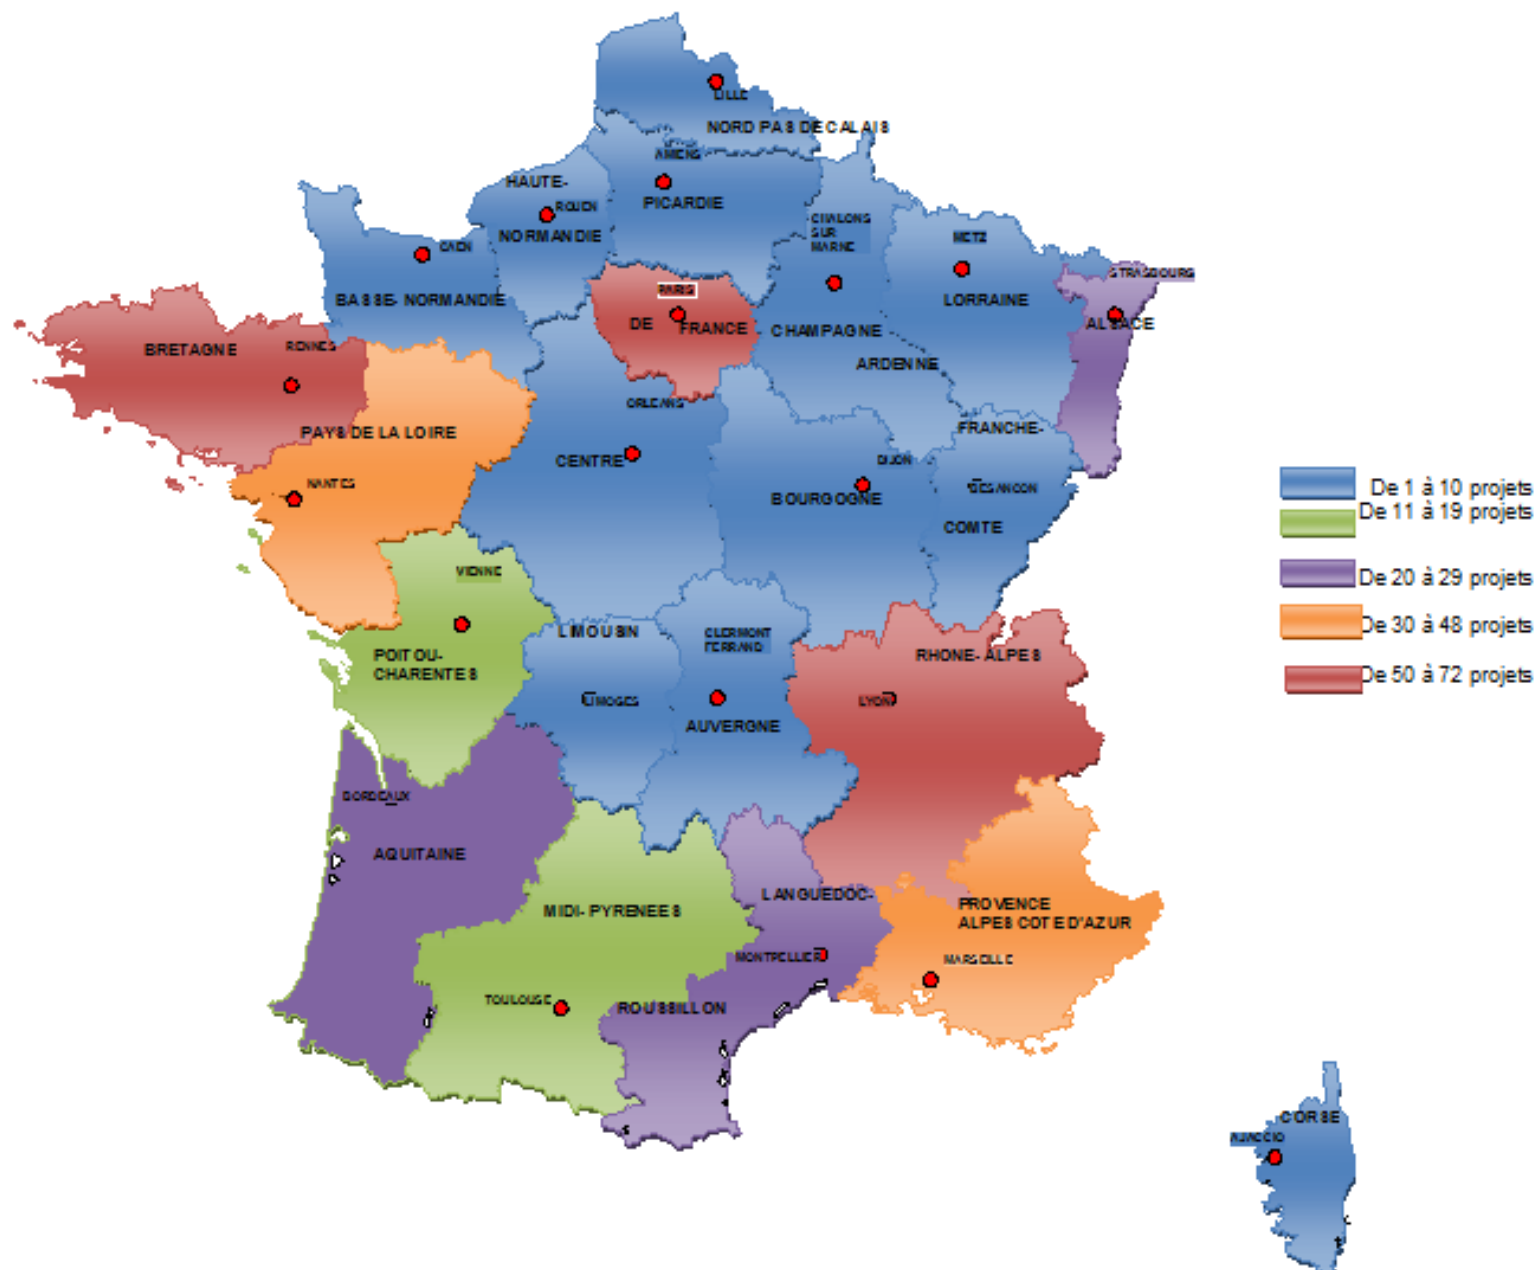 LILLE
NORD PAS DE CALAIS
AMIENS
PICARDIE
HAUTE-
ROUEN
NORMANDIE
CHALONS
SUR
MARNE
CAEN
BASSE- NORMANDIE
METZ
LORRAINE
STRASBOURG
ALSACE
PARIS
DE FRANCE
CHAMPAGNE
ARDENNE
BRETAGNE
RENNES
PAYS DE LA LOIRE
NANTES
ORLEANS
CENTRE
DIJON
BOURGOGNE
FRANCHE-
BESANCON
COMTE
De 1 à 10 projets
De 11 à 19 projets
De 20 à 29 projets
De 30 à 48 projets
De 50 à 72 projets
VIENNE
POITOU-
CHARENTES
LIMOUSIN
LIMOGES
CLERMONT
FERRAND
AUVERGNE
RHONE- ALPES
LYON
BORDEAUX
AQUITAINE
MIDI- PYRENEES
TOULOUSE
LANGUEDOC-
MONTPELLIER
ROUSSILLON
PROVENCE
ALPES COTE D'AZUR
MARSEILLE
CORSE
AJACCIO